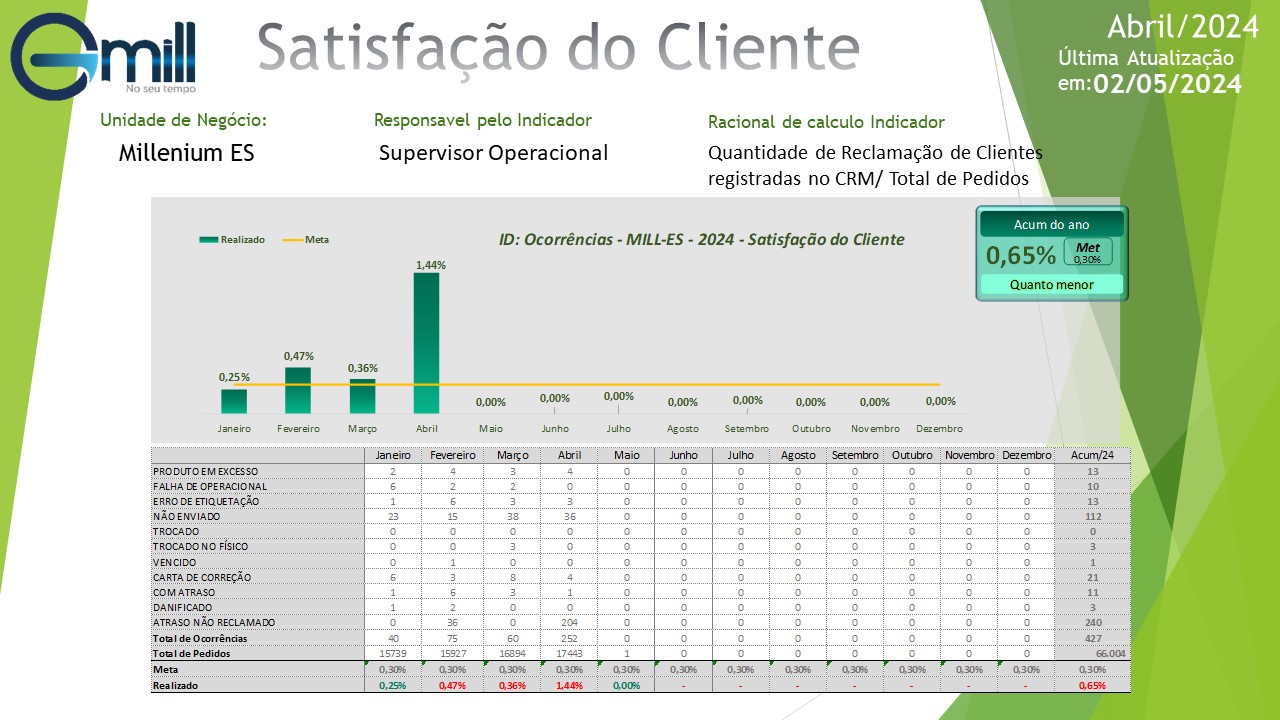 Gmill
No seu tempo
Satisfação do Cliente
Abril/2024
Última Atualização
em:02/05/2024
Unidade de Negócio:
Millenium ES
Responsavel pelo Indicador
Supervisor Operacional
Racional de calculo Indicador
Quantidade de Reclamação de Clientes
registradas no CRM/ Total de Pedidos
Realizado Meta
ID: Ocorrências - MILL-ES - 2024 - Satisfação do Cliente
Acum do ano
0,65% Met
0,30%
Quanto menor
1,44%
0,47%
0,36%
0,25%
0,00% 0,00% 0,00% 0,00% 0,00% 0,00% 0,00% 0,00%
Janeiro Fevereiro Março Abril Maio Junho Julho Agosto Setembro Outubro Novembro Dezembro
Janeiro Fevereiro Março Abril Maio Junho Julho Agosto Setembro Outubro Novembro Dezembro Acum/24
PRODUTO EM EXCESSO 2 4 3 4 0 0 0 0 0 0 0 0 13
FALHA DE OPERACIONAL 6 2 2 0 0 0 0 0 0 0 0 0 10
ERRO DE ETIQUETAÇÃO 1 6 3 3 0 0 0 0 0 0 0 0 13
NÃO ENVIADO 23 15 38 36 0 0 0 0 0 0 0 0 112
TROCADO 0 0 0 0 0 0 0 0 0 0 0 0 0
TROCADO NO FÍSICO 0 0 3 0 0 0 0 0 0 0 0 0 3
VENCIDO 0 1 0 0 0 0 0 0 0 0 0 0 1
CARTA DE CORREÇÃO 6 3 8 4 0 0 0 0 0 0 0 0 21
COM ATRASO 1 6 3 1 0 0 0 0 0 0 0 0 11
DANIFICADO 1 2 0 0 0 0 0 0 0 0 0 0 3
ATRASO NÃO RECLAMADO 0 36 0 204 0 0 0 0 0 0 0 0 240
Total de Ocorrências 40 75 60 252 0 0 0 0 0 0 0 0 427
Total de Pedidos 15739 15927 16894 17443 1 0 0 0 0 0 0 0 66.004
Meta 0,30% 0,30% 0,30% 0,30% 0,30% 0,30% 0,30% 0,30% 0,30% 0,30% 0,30% 0,30% 0,30%
Realizado 0,25% 0,47% 0,36% 1,44% 0,00% - - - - - - - 0,65%